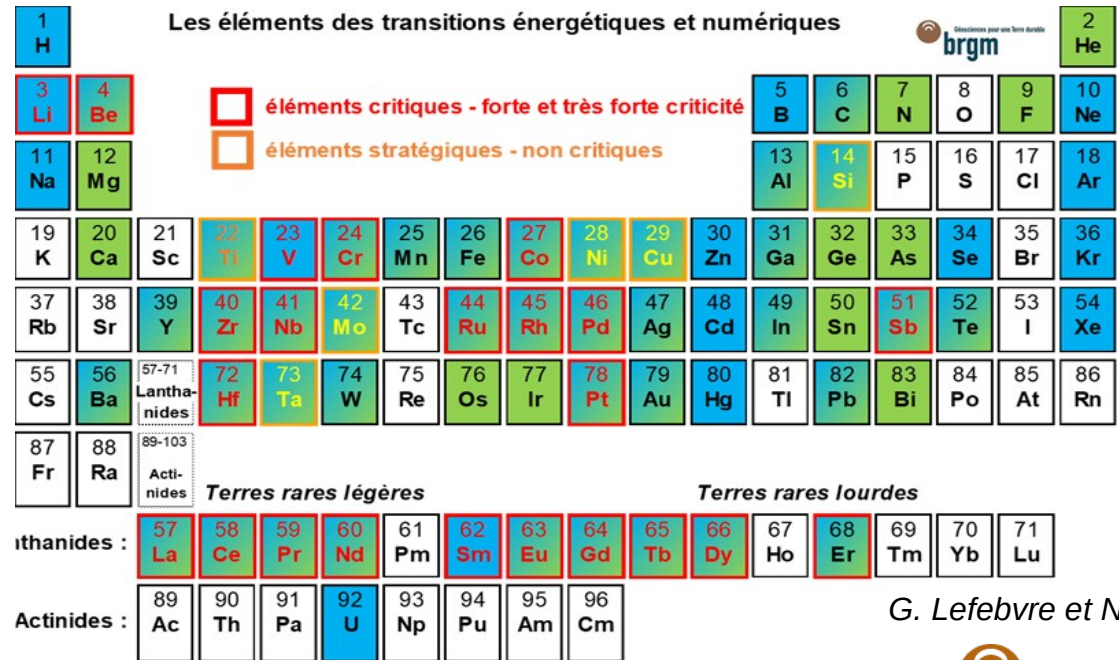 Les éléments des transitions énergétiques et numériques
Géosciences pour une Terre durable
brgm
1 2
H He
3 4 éléments critiques - forte et très forte criticité 5 6 7 8 9 10
Li Be B C N O F Ne
éléments stratégiques - non critiques
11 12 13 14 15 16 17 18
Na Mg Al Si P S Cl Ar
19 20 21 22 23 24 25 26 27 28 29 30 31 32 33 34 35 36
K Ca Sc Ti V Cr Mn Fe Co Ni Cu Zn Ga Ge As Se Br Kr
37 38 39 40 41 42 43 44 45 46 47 48 49 50 51 52 53 54
Rb Sr Y Zr Nb Mo Tc Ru Rh Pd Ag Cd In Sn Sb Te I Xe
55 56 57-71 72 73 74 75 76 77 78 79 80 81 82 83 84 85 86
Cs Ba Lantha-nides Hf Ta W Re Os Ir Pt Au Hg Tl Pb Bi Po At Rn
87 88 89-103
Fr Ra Acti-nides
Terres rares légères Terres rares lourdes
57 58 59 60 61 62 63 64 65 66 67 68 69 70 71
nthanides : La Ce Pr Nd Pm Sm Eu Gd Tb Dy Ho Er Tm Yb Lu
89 90 91 92 93 94 95 96
Actinides : Ac Th Pa U Np Pu Am Cm
G. Lefebvre et N